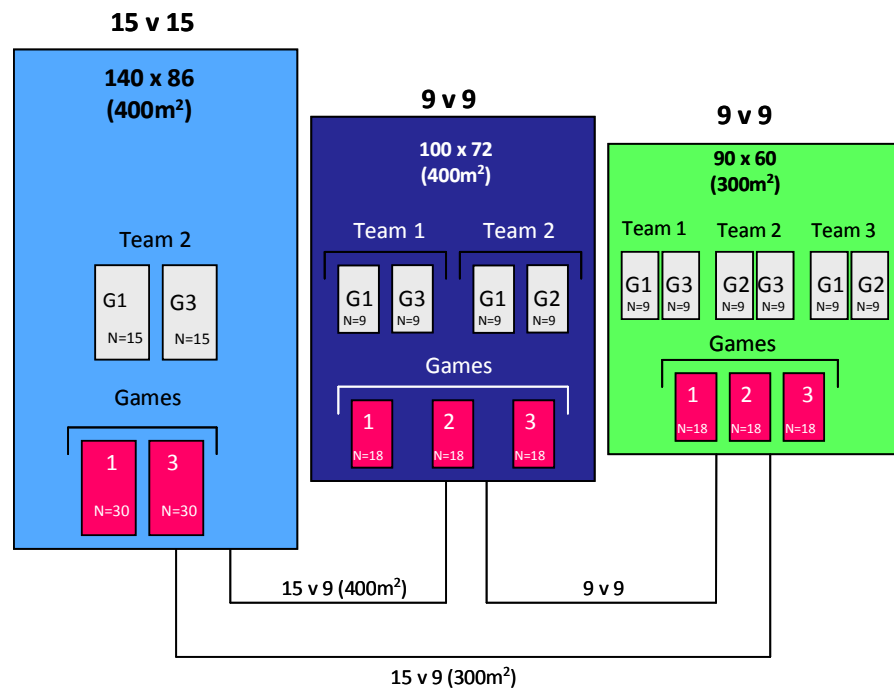 15 v 15
140 x 86
(400m²)
Team 2
G1
N=15
G3
N=15
Games
1
N=30
3
N=30
9 v 9
100 x 72
(400m²)
Team 1
Team 2
G1
N=9
G3
N=9
G1
N=9
G2
N=9
Games
1
N=18
2
N=18
3
N=18
9 v 9
90 x 60
(300m²)
Team 1
Team 2
Team 3
G1
N=9
G3
N=9
G2
N=9
G3
N=9
G1
N=9
G2
N=9
Games
1
N=18
2
N=18
3
N=18
15 v 9 (400m²)
9 v 9
15 v 9 (300m²)